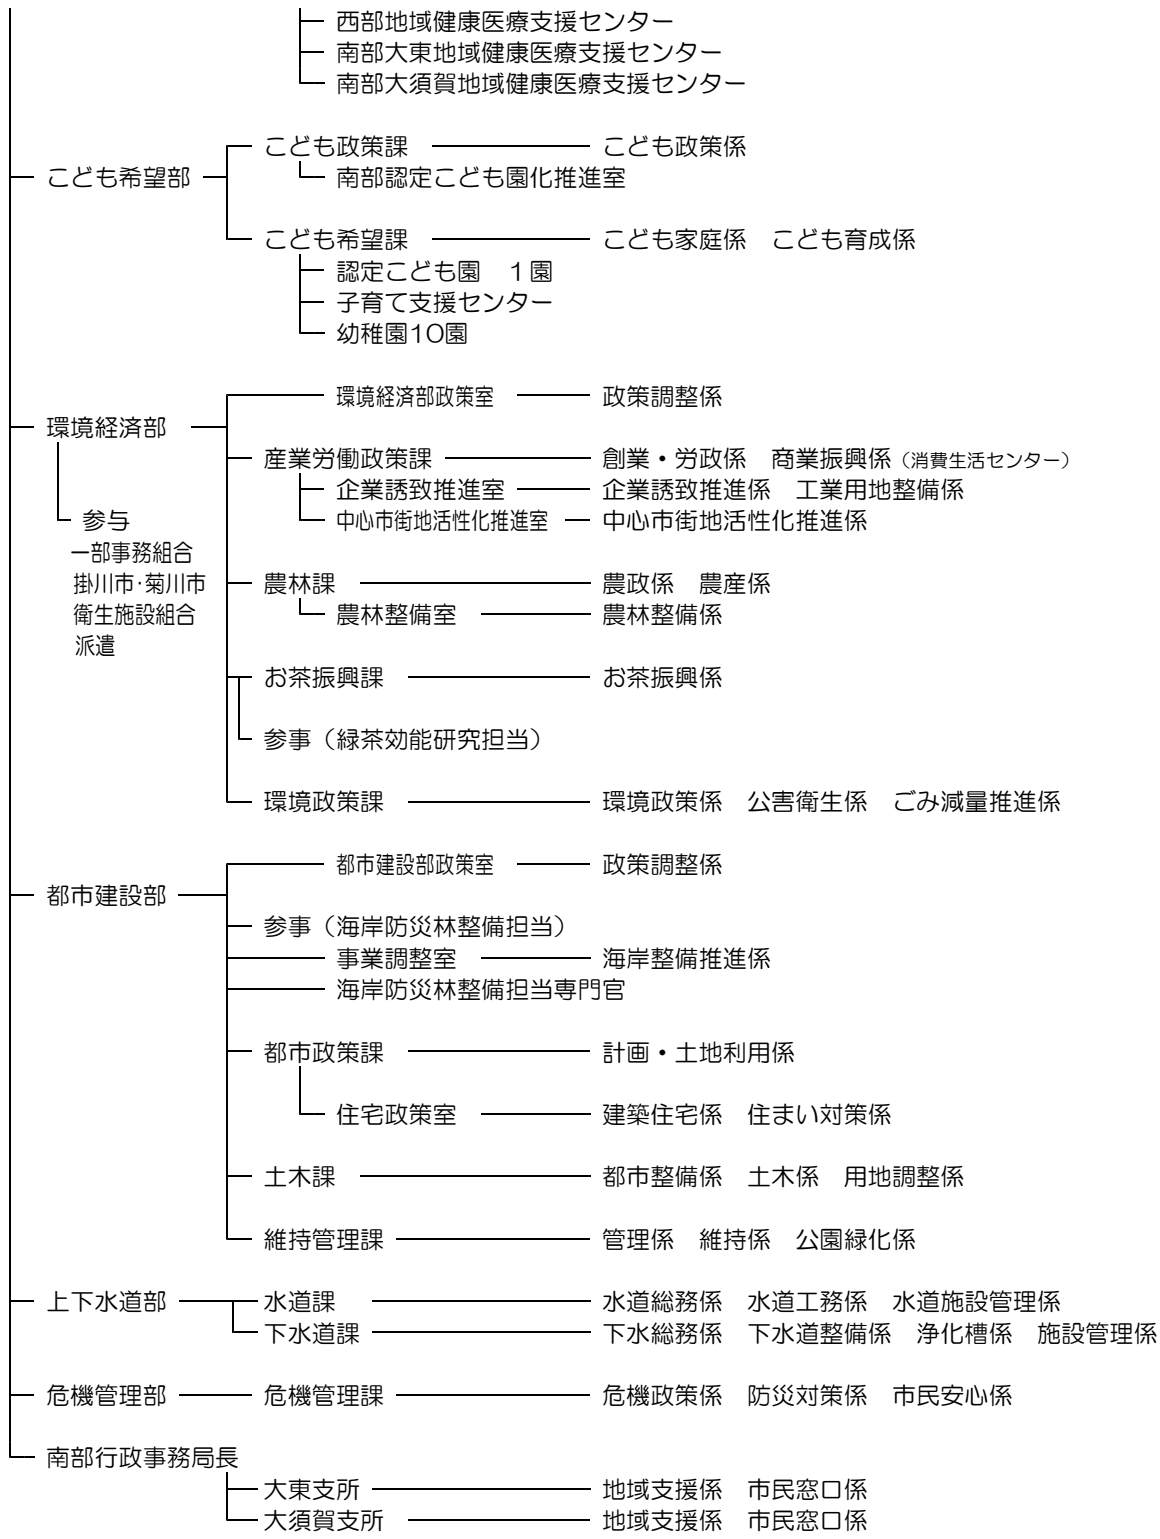 西部地域健康医療支援センター
南部大東地域健康医療支援センター
南部大須賀地域健康医療支援センター
こども政策課 こども政策係
こども希望部 南部認定こども園化推進室
こども希望課 こども家庭係 こども育成係
認定こども園 1園
子育て支援センター
幼稚園10園
環境経済部政策室 政策調整係
環境経済部
産業労働政策課 創業・労政係 商業振興係(消費生活センター)
企業誘致推進室 企業誘致推進係 工業用地整備係
参与 中心市街地活性化推進室 中心市街地活性化推進係
一部事務組合
掛川市・菊川市 農林課 農政係 農産係
衛生施設組合 農林整備室 農林整備係
派遣
お茶振興課 お茶振興係
参事(緑茶効能研究担当)
環境政策課 環境政策係 公害衛生係 ごみ減量推進係
都市建設部政策室 政策調整係
都市建設部
参事(海岸防災林整備担当)
事業調整室 海岸整備推進係
海岸防災林整備担当専門官
都市政策課 計画・土地利用係
住宅政策室 建築住宅係 住まい対策係
土木課 都市整備係 土木係 用地調整係
維持管理課 管理係 維持係 公園緑化係
上下水道部 水道課 水道総務係 水道工務係 水道施設管理係
下水道課 下水総務係 下水道整備係 浄化槽係 施設管理係
危機管理部 危機管理課 危機政策係 防災対策係 市民安心係
南部行政事務局長
大東支所 地域支援係 市民窓口係
大須賀支所 地域支援係 市民窓口係